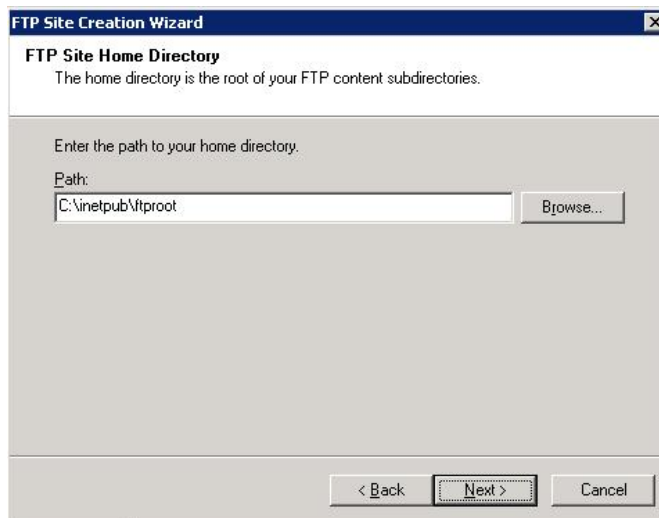 FTP Site Creation Wizard
FTP Site Home Directory
The home directory is the root of your FTP content subdirectories.
Enter the path to your home directory.
Path:
C:\inetpub\ftproot
Browse...
< Back
Next >
Cancel